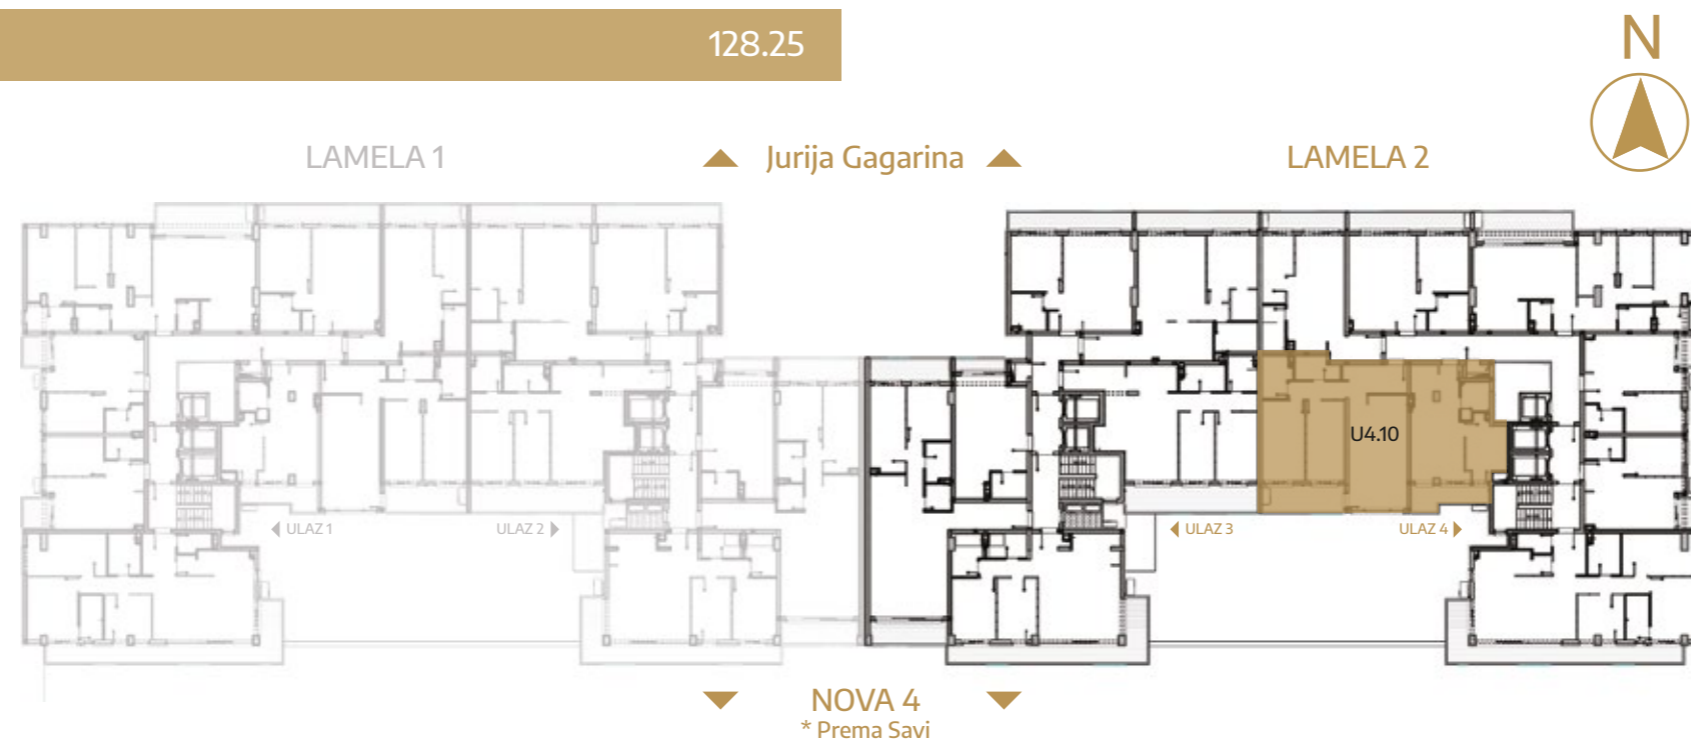 128.25
N
LAMELA 1
Jurija Gagarina
LAMELA 2
U4.10
ULAZ 1
ULAZ 2
ULAZ 3
ULAZ 4
NOVA 4
* Prema Savi